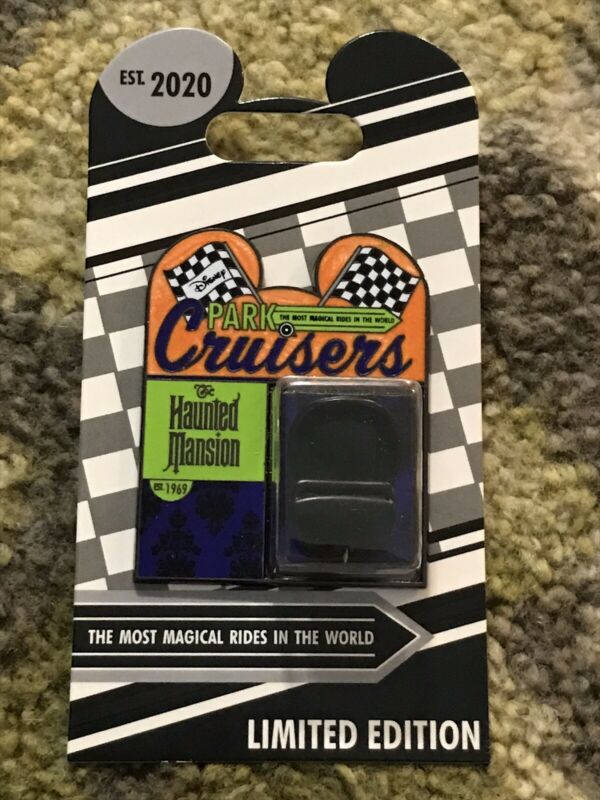 EST. 2020
Disney
PARK
THE MOST MAGICAL RIDES IN THE WORLD
Cruisers
The
Haunted
Mansion
EST. 1969
THE MOST MAGICAL RIDES IN THE WORLD
LIMITED EDITION